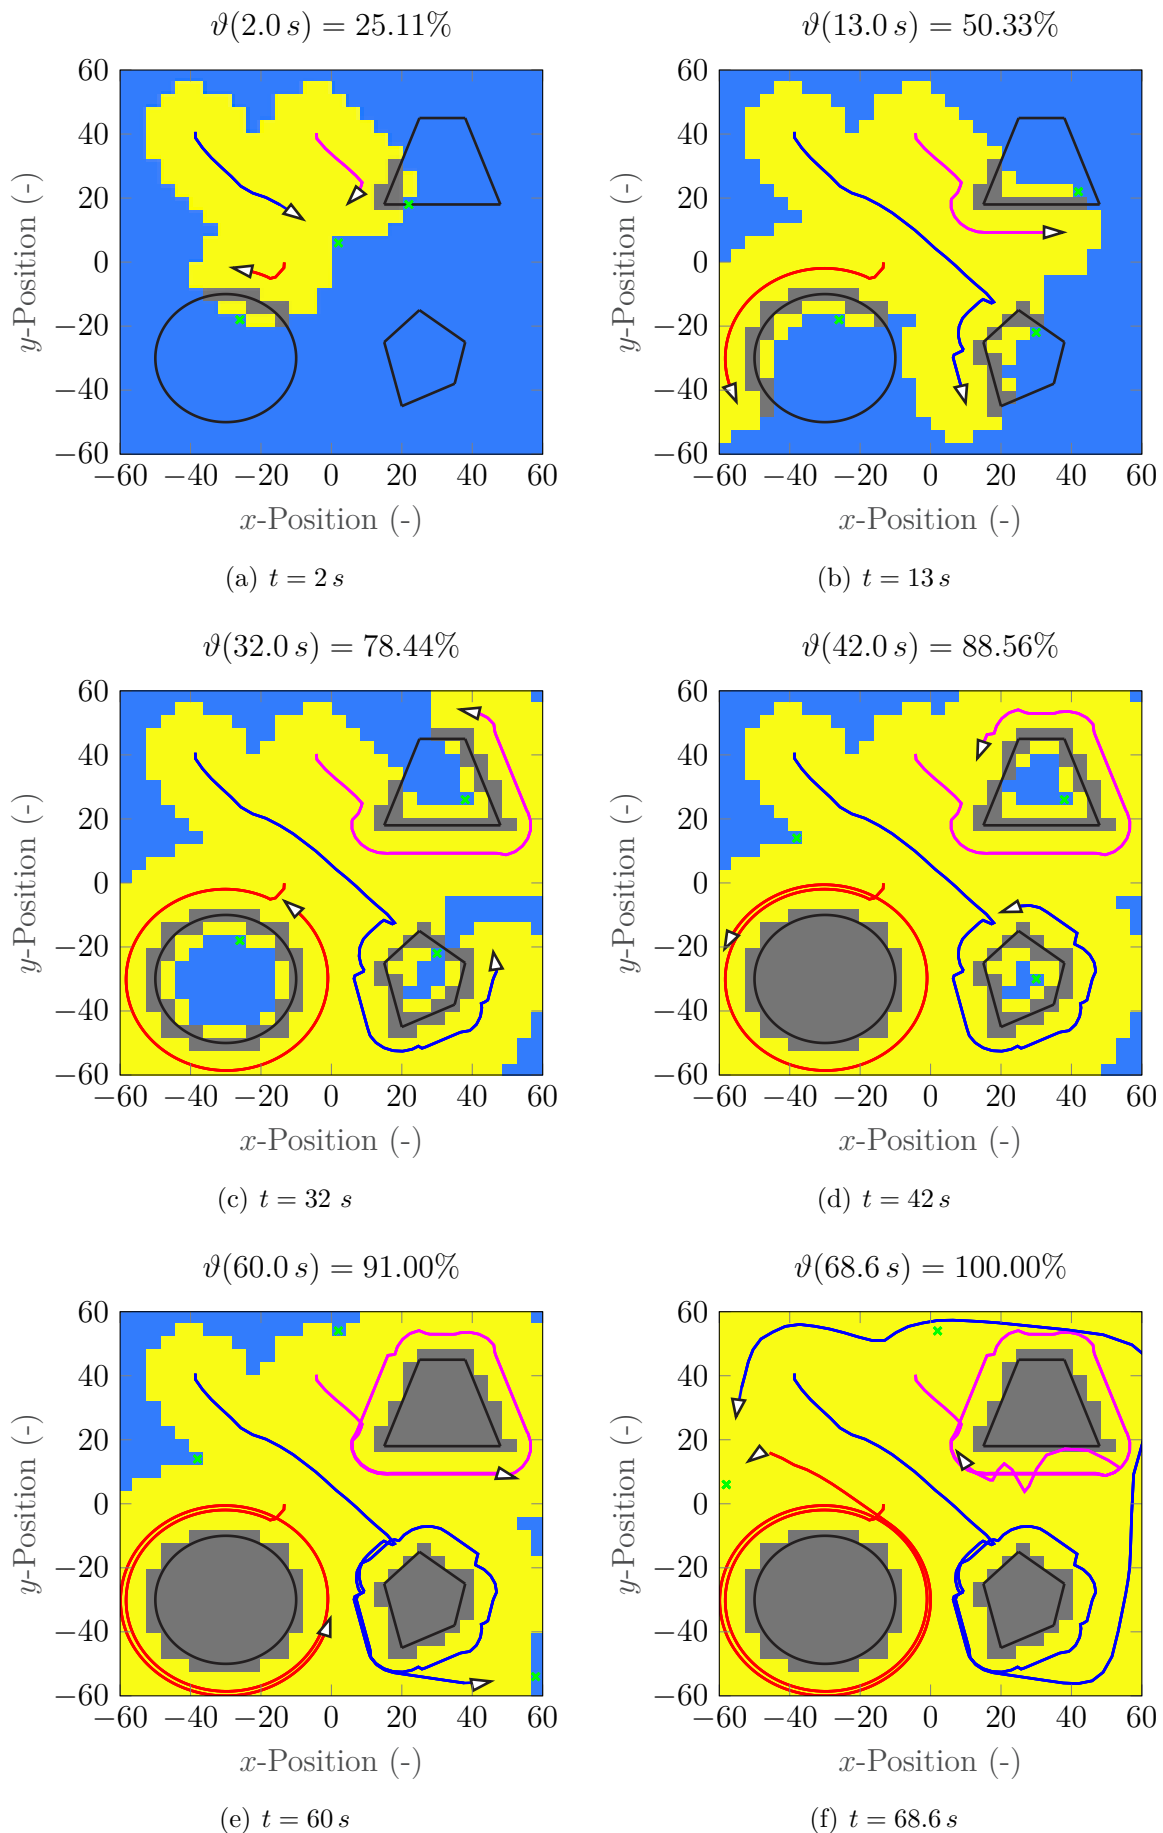 ϑ(2.0 s) = 25.11%
60
40
20
0
−20
−40
−60
−60 −40 −20 0 20 40 60
y-Position (-)
x-Position (-)
(a) t = 2 s
ϑ(13.0 s) = 50.33%
60
40
20
0
−20
−40
−60
−60 −40 −20 0 20 40 60
y-Position (-)
x-Position (-)
(b) t = 13 s
ϑ(32.0 s) = 78.44%
60
40
20
0
−20
−40
−60
−60 −40 −20 0 20 40 60
y-Position (-)
x-Position (-)
(c) t = 32 s
ϑ(42.0 s) = 88.56%
60
40
20
0
−20
−40
−60
−60 −40 −20 0 20 40 60
y-Position (-)
x-Position (-)
(d) t = 42 s
ϑ(60.0 s) = 91.00%
60
40
20
0
−20
−40
−60
−60 −40 −20 0 20 40 60
y-Position (-)
x-Position (-)
(e) t = 60 s
ϑ(68.6 s) = 100.00%
60
40
20
0
−20
−40
−60
−60 −40 −20 0 20 40 60
y-Position (-)
x-Position (-)
(f) t = 68.6 s